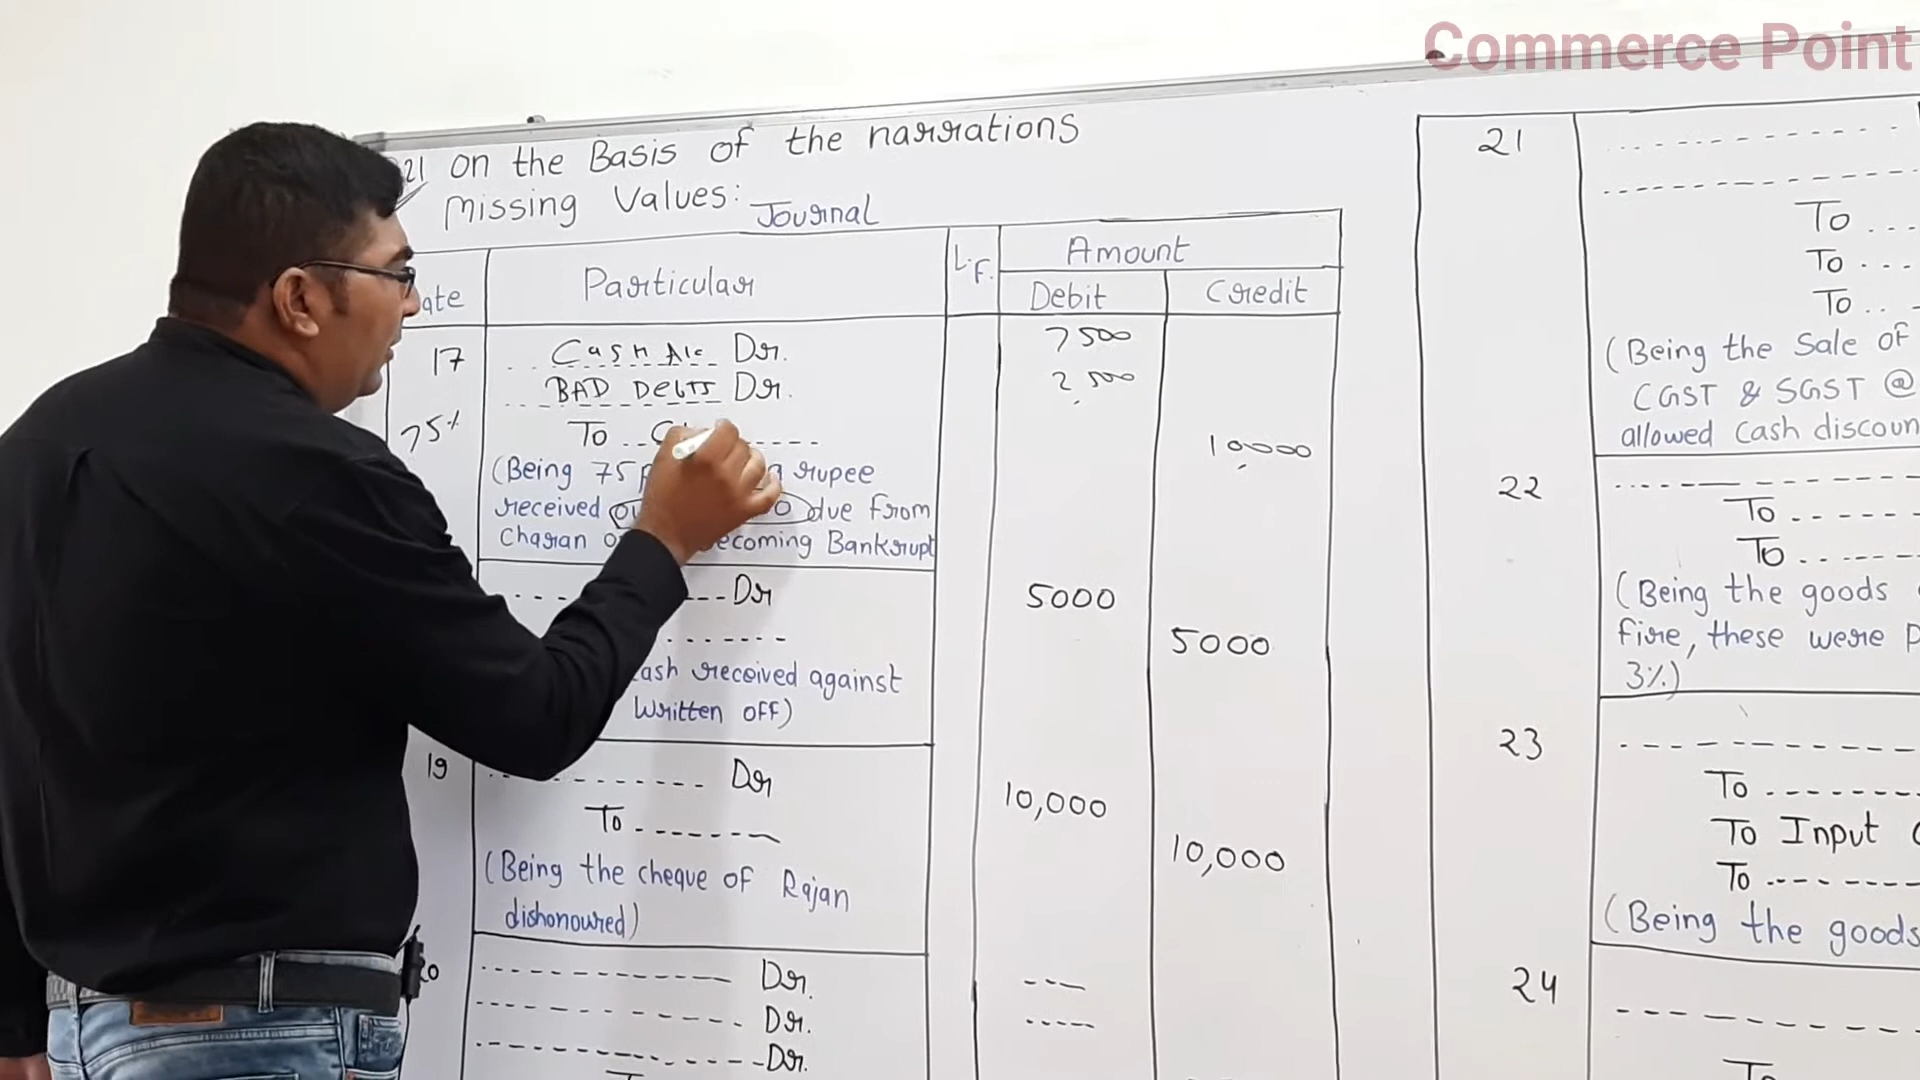 Commerce Point
21 on the Basis of the narrations
Missing Values:
Journal
Particular
L.F.
Amount
Debit
Credit
17
Cash A/c Dr.
7500
BAD Debts Dr.
2500
75%
To
10,000
(Being 75 rupee
received due from
Charan becoming Bankrupt
Dr
5000
5000
received against
Written off)
19
Dr
10,000
To
10,000
(Being the cheque of Rajan
dishonoured)
Dr.
Dr.
Dr.
21
To
To
To
(Being the Sale of
CGST & SGST @
allowed Cash discoun
22
To
To
(Being the goods
fire, these were P
3%)
23
To
To Input
To
(Being the goods
24
To